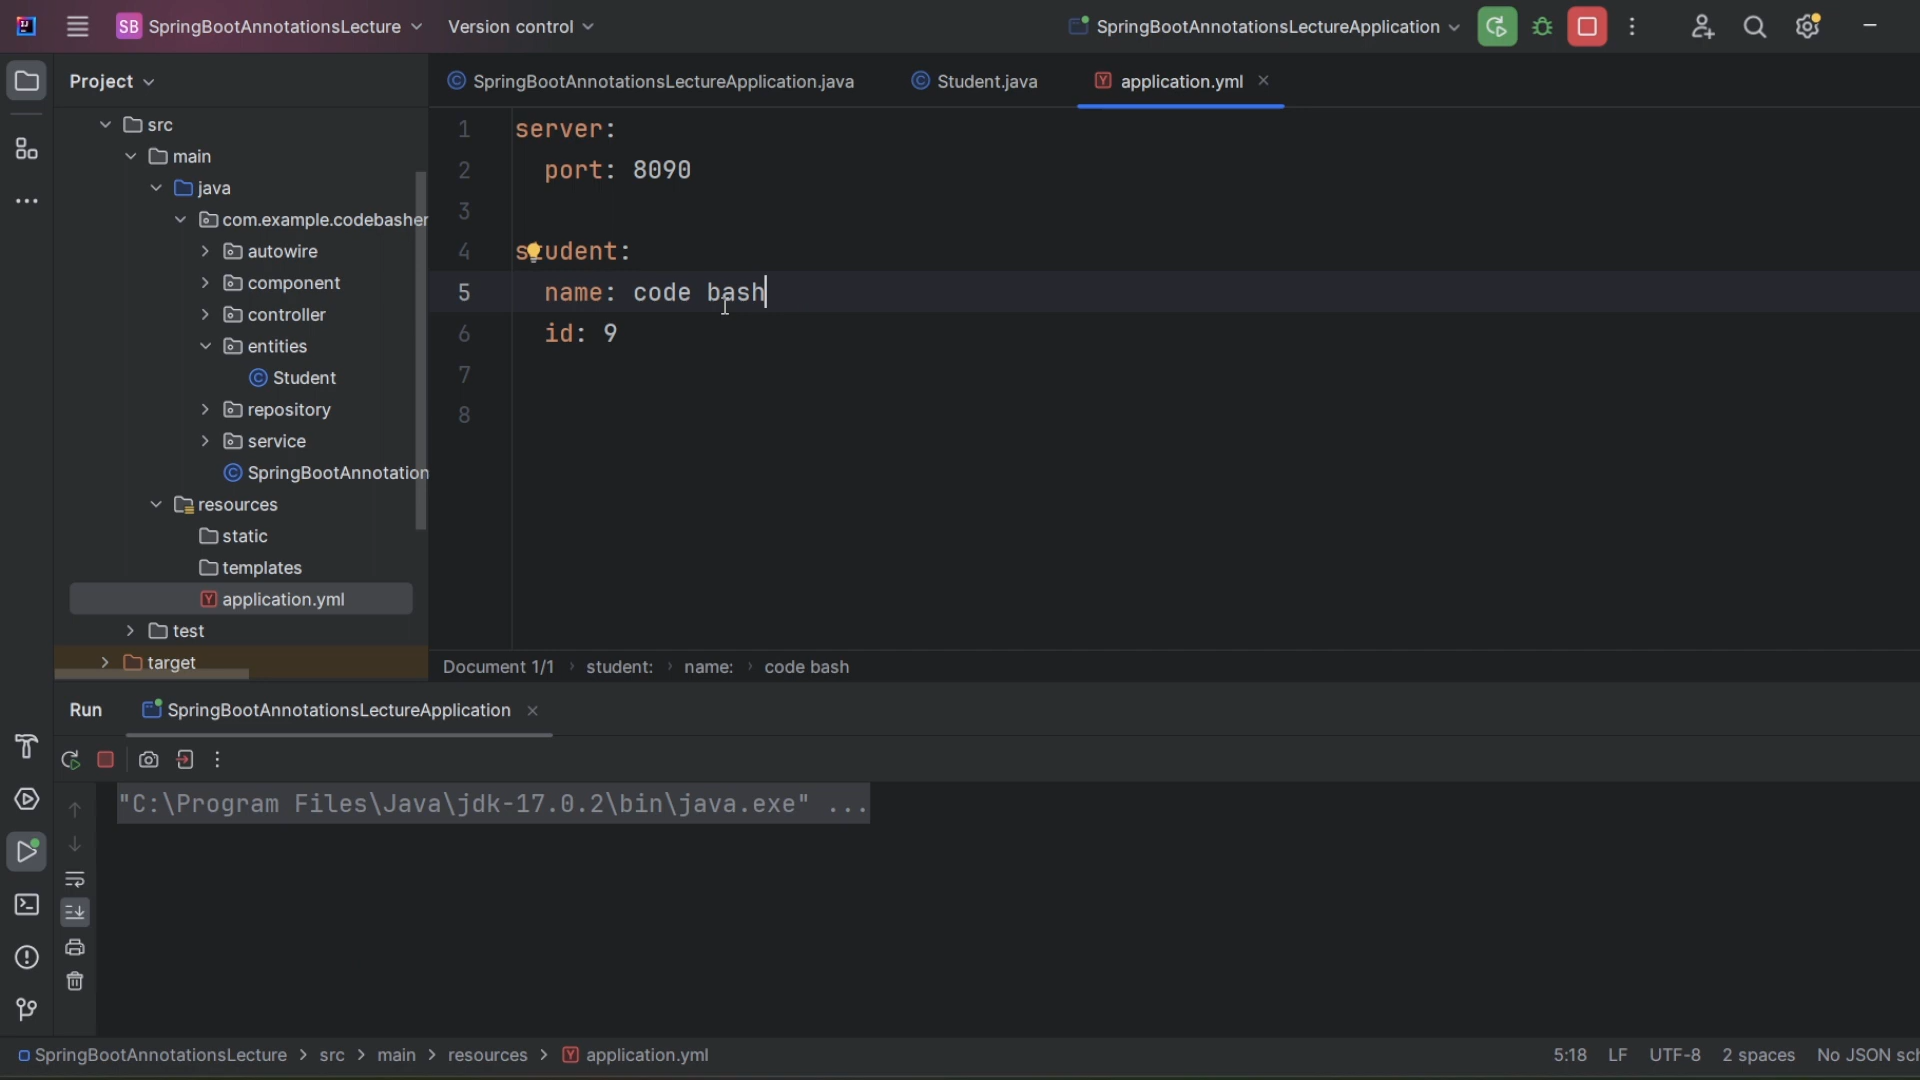 SB SpringBootAnnotationsLecture Version control SpringBootAnnotationsLectureApplication
Project
SpringBootAnnotationsLectureApplication.java Student.java application.yml
src
main
java
com.example.codebasher
autowire
component
controller
entities
Student
repository
service
SpringBootAnnotation
resources
static
templates
application.yml
test
target
1 server:
2 port: 8090
3
4 student:
5 name: code bash
6 id: 9
7
8
Document 1/1 student: name: code bash
Run SpringBootAnnotationsLectureApplication
"C:\Program Files\Java\jdk-17.0.2\bin\java.exe" ...
SpringBootAnnotationsLecture src main resources application.yml 5:18 LF UTF-8 2 spaces No JSON sch